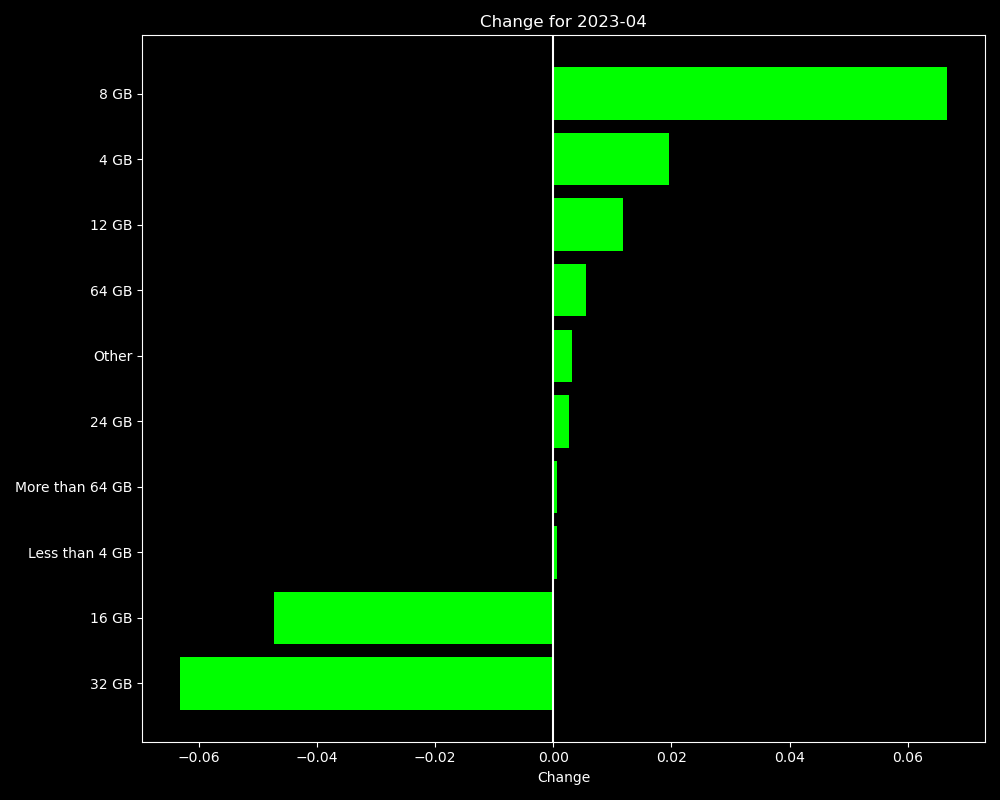 Change for 2023-04
8 GB
4 GB
12 GB
64 GB
Other
24 GB
More than 64 GB
Less than 4 GB
16 GB
32 GB
−0.06 −0.04 −0.02 0.00 0.02 0.04 0.06
Change